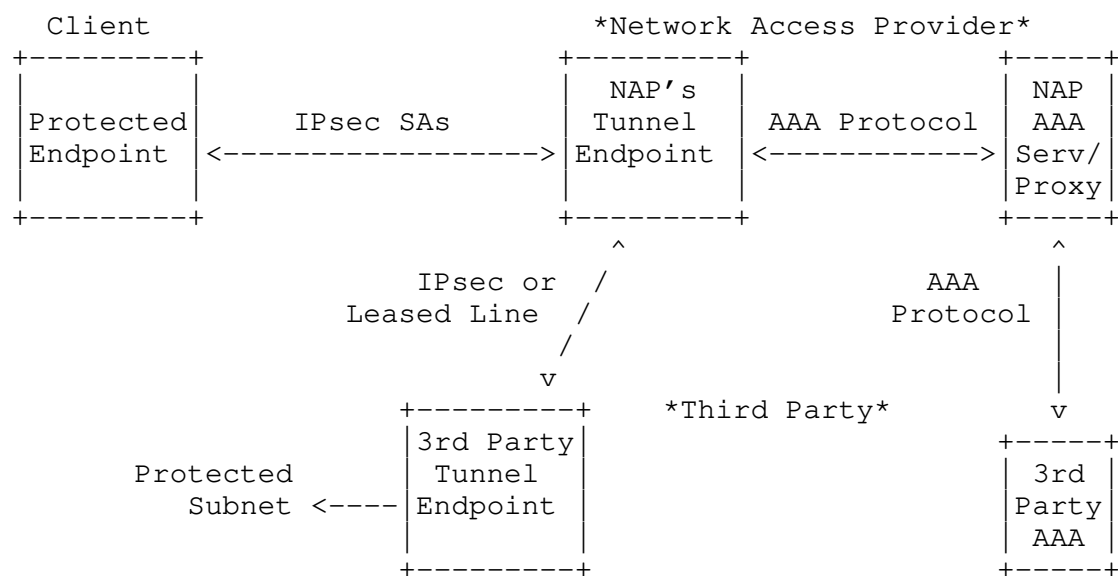 Client *Network Access Provider*
NAP's NAP
Protected IPsec SAs Tunnel AAA Protocol AAA
Endpoint Endpoint Serv/
Proxy
IPsec or AAA
Leased Line Protocol
*Third Party*
3rd Party
Protected Tunnel 3rd
Subnet Endpoint Party
AAA